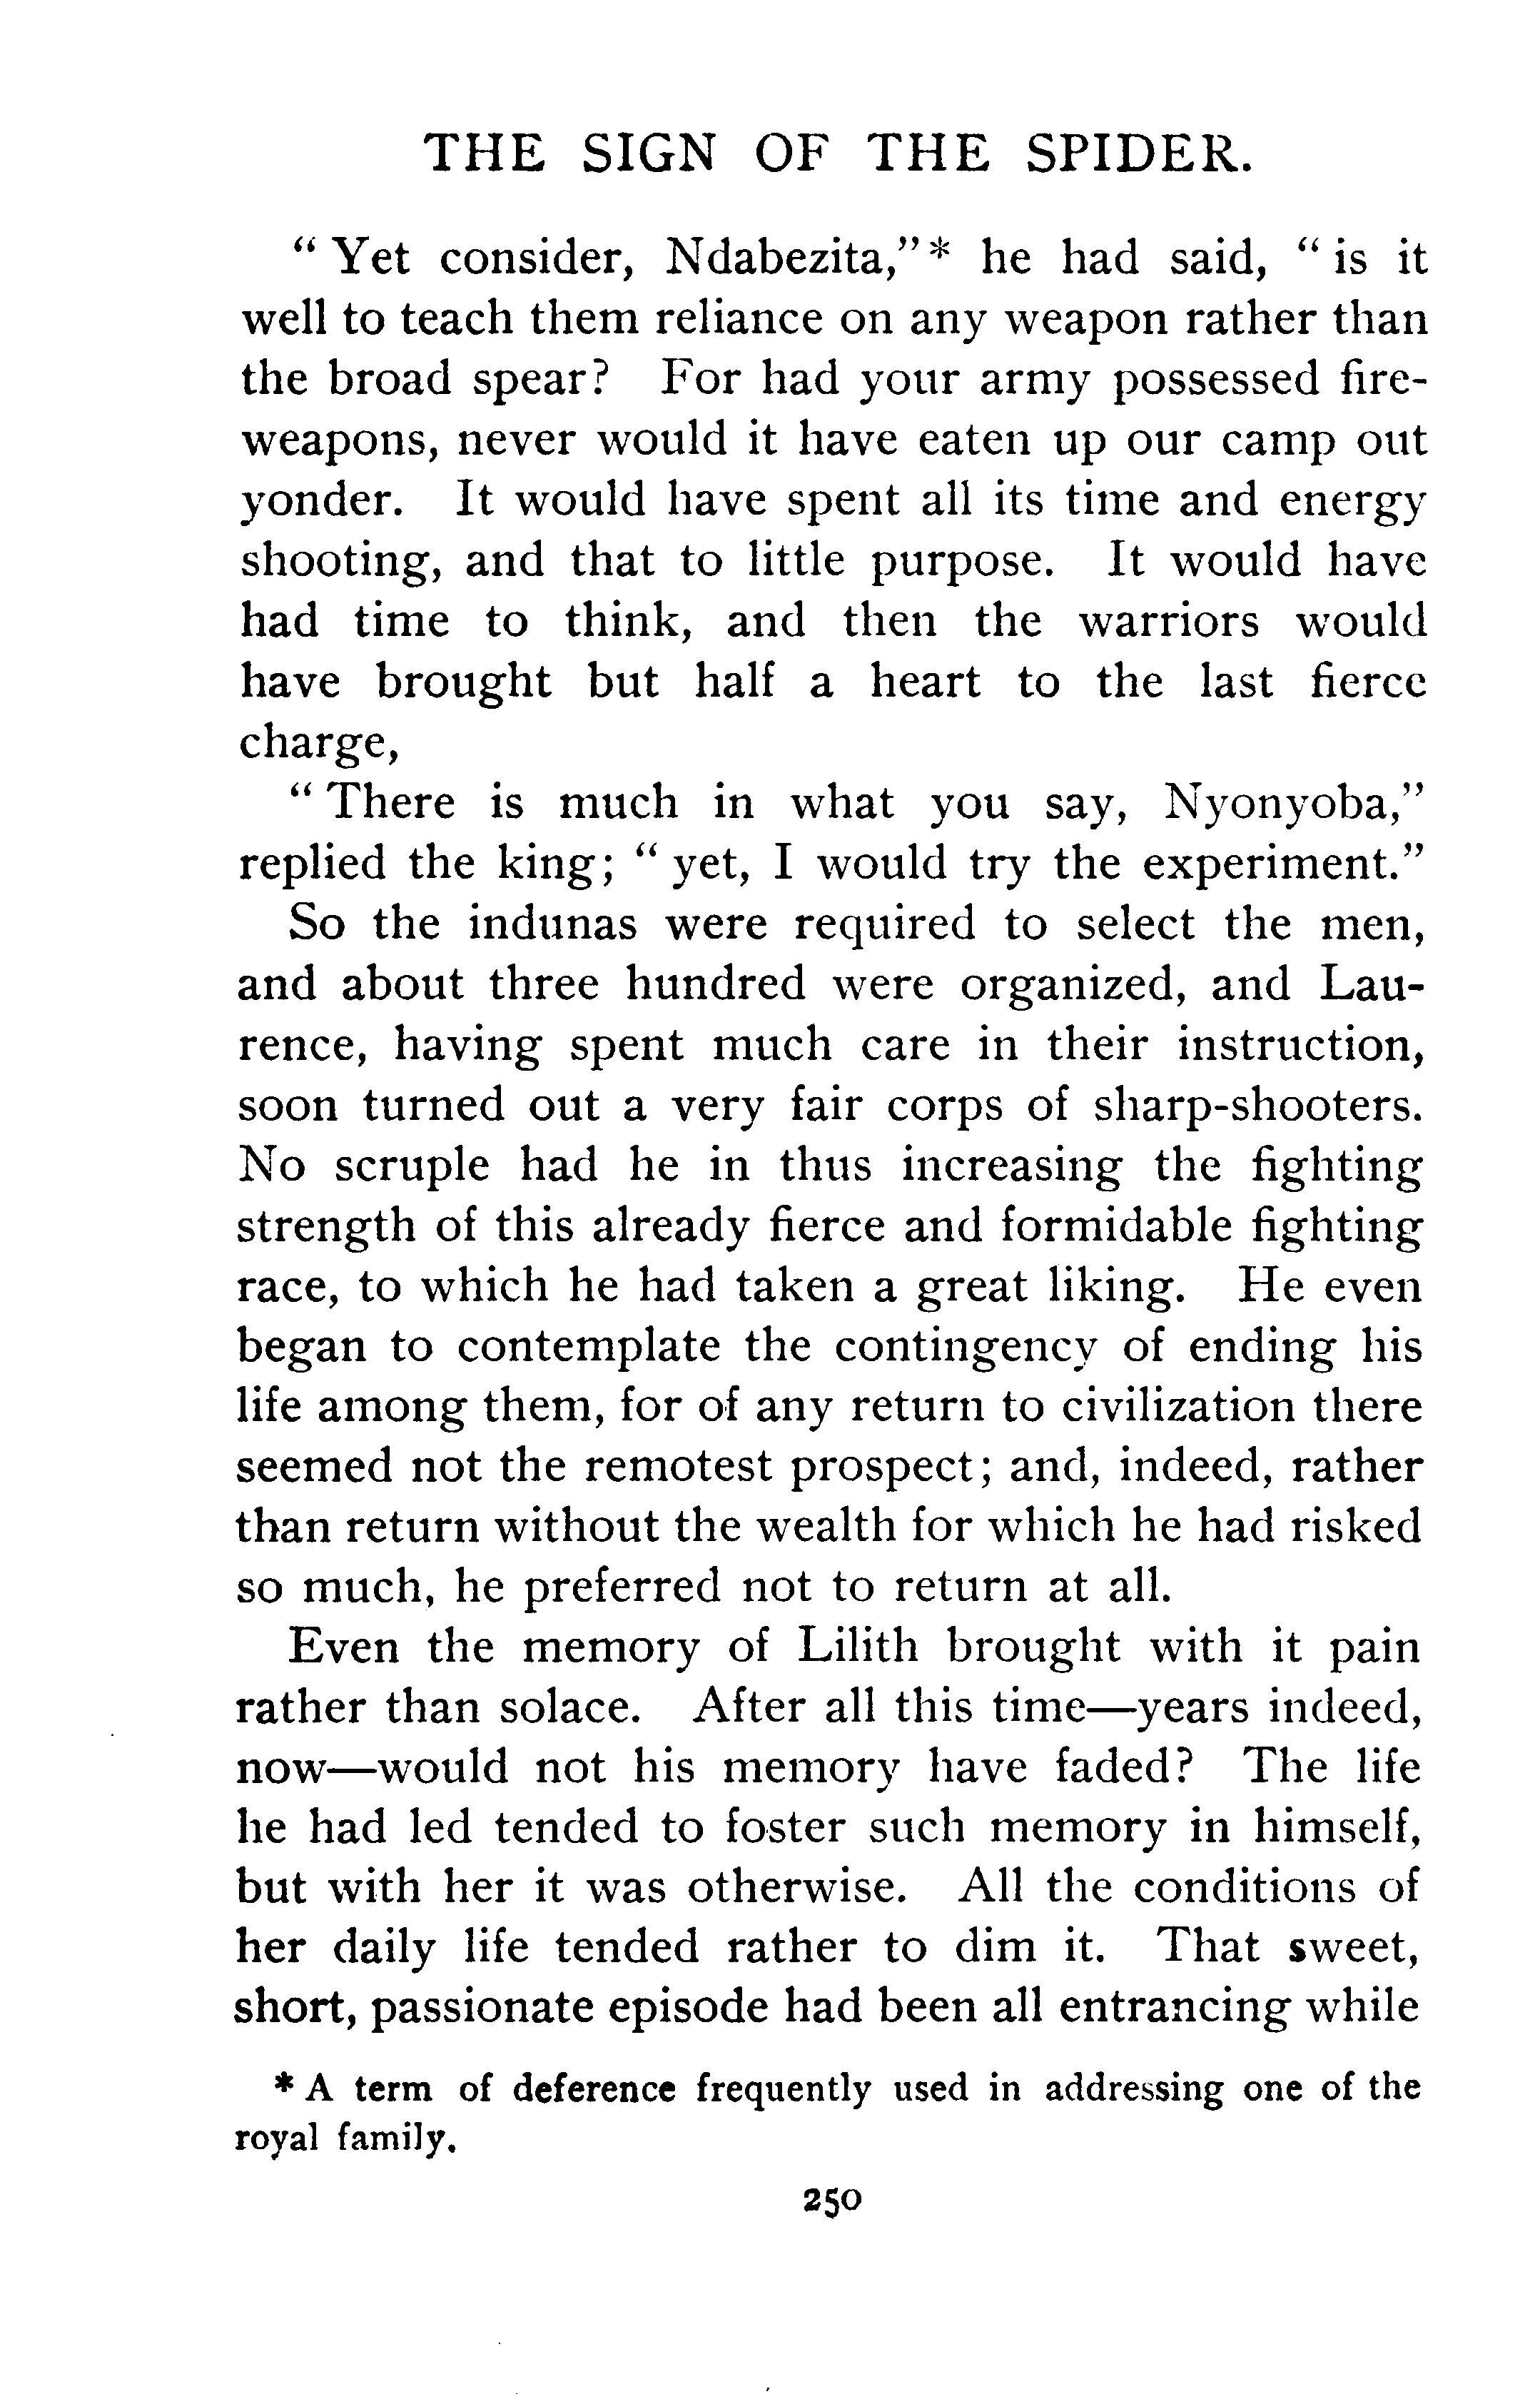 THE SIGN OF THE SPIDER.
“Yet consider, Ndabezita,”* he had said, “is it
well to teach them reliance on any weapon rather than
the broad spear? For had your army possessed fire-
weapons, never would it have eaten up our camp out
yonder. It would have spent all its time and energy
shooting, and that to little purpose. It would have
had time to think, and then the warriors would
have brought but half a heart to the last fierce
charge,
“There is much in what you say, Nyonyoba,”
replied the king; “yet, I would try the experiment.”
So the indunas were required to select the men,
and about three hundred were organized, and Lau-
rence, having spent much care in their instruction,
soon turned out a very fair corps of sharp-shooters.
No scruple had he in thus increasing the fighting
strength of this already fierce and formidable fighting
race, to which he had taken a great liking. He even
began to contemplate the contingency of ending his
life among them, for of any return to civilization there
seemed not the remotest prospect; and, indeed, rather
than return without the wealth for which he had risked
so much, he preferred not to return at all.
Even the memory of Lilith brought with it pain
rather than solace. After all this time—years indeed,
now—would not his memory have faded? The life
he had led tended to foster such memory in himself,
but with her it was otherwise. All the conditions of
her daily life tended rather to dim it. That sweet,
short, passionate episode had been all entrancing while
* A term of deference frequently used in addressing one of the
royal family.
250